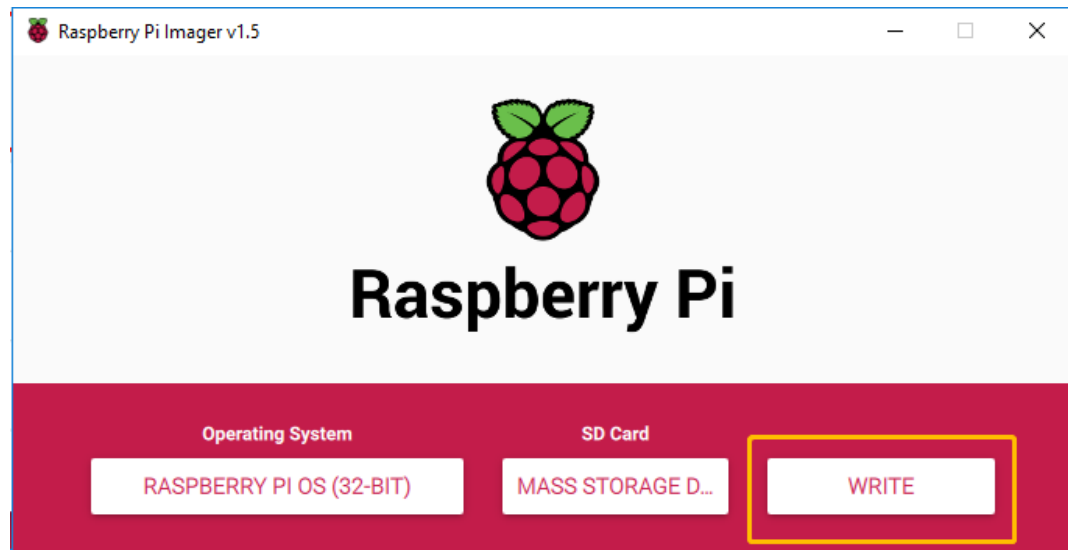 Raspberry Pi Imager v1.5
Raspberry Pi
Operating System
SD Card
RASPBERRY PI OS (32-BIT)
MASS STORAGE D...
WRITE